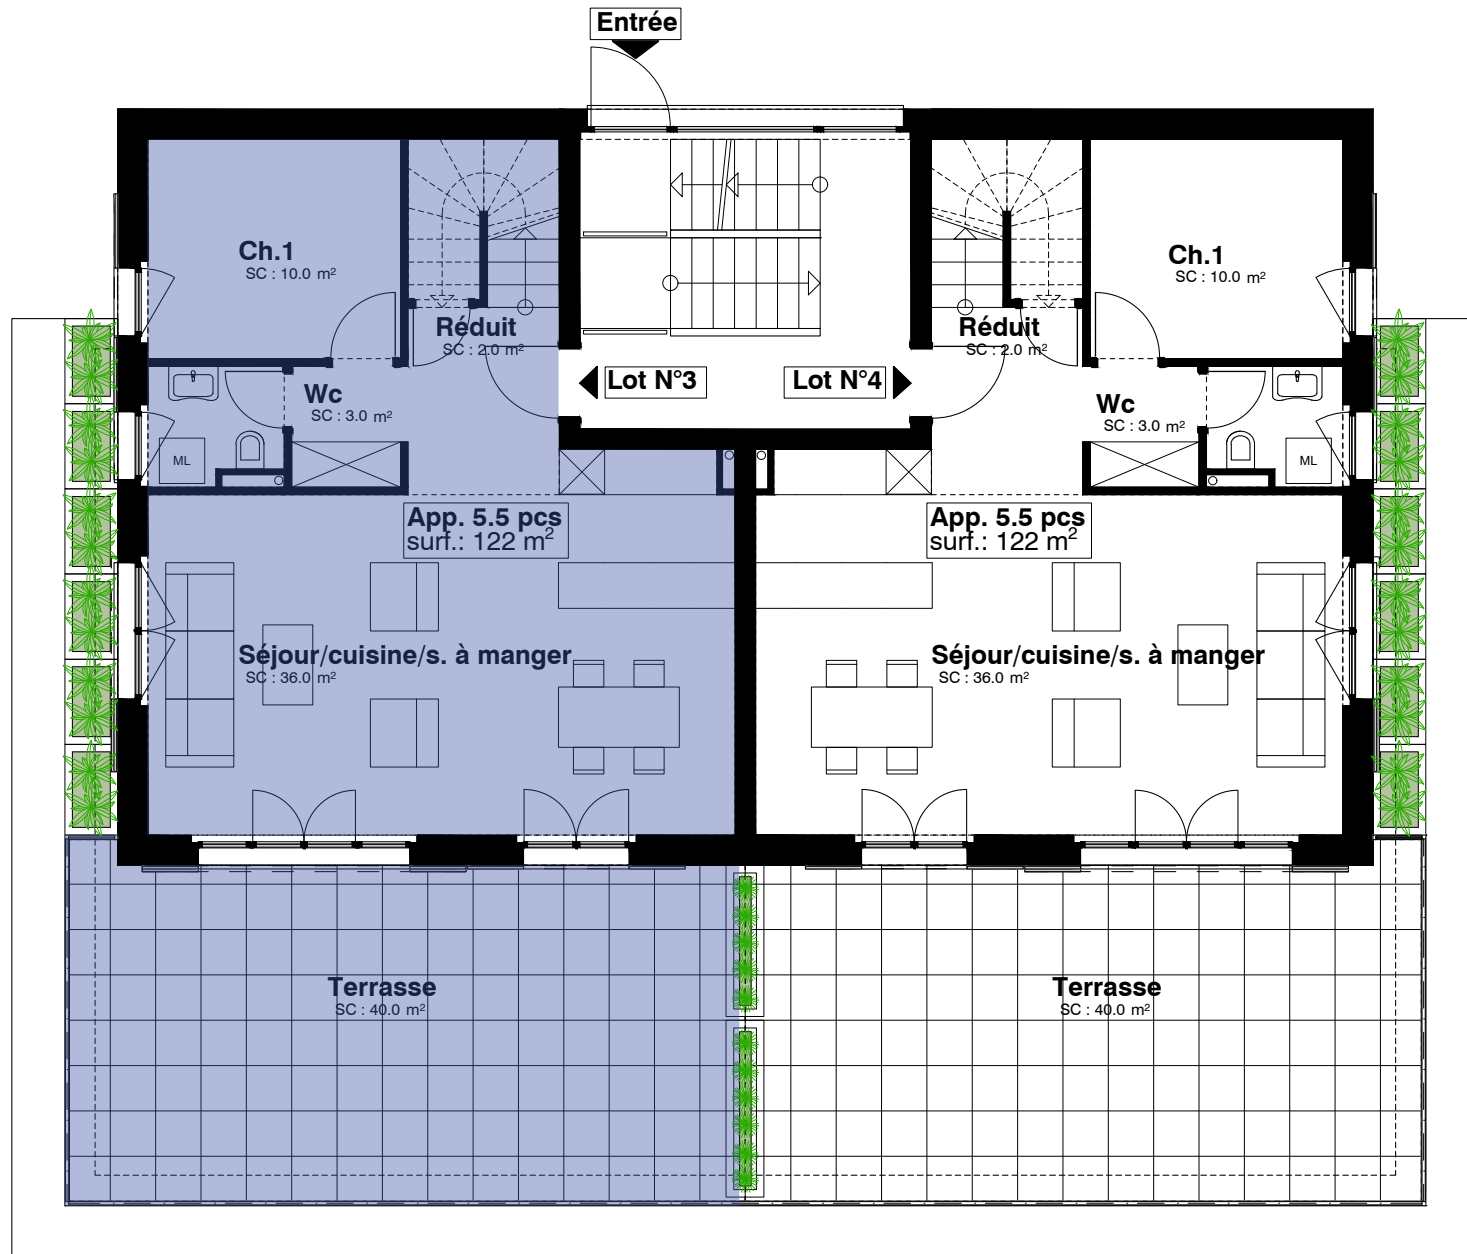 Entrée
Ch.1
SC : 10.0 m²
Réduit
SC : 2.0 m²
Wc
SC : 3.0 m²
ML
Lot N°3
Lot N°4
Réduit
SC : 2.0 m²
Ch.1
SC : 10.0 m²
Wc
SC : 3.0 m²
ML
App. 5.5 pcs
surf.: 122 m²
App. 5.5 pcs
surf.: 122 m²
Séjour/cuisine/s. à manger
SC : 36.0 m²
Séjour/cuisine/s. à manger
SC : 36.0 m²
Terrasse
SC : 40.0 m²
Terrasse
SC : 40.0 m²